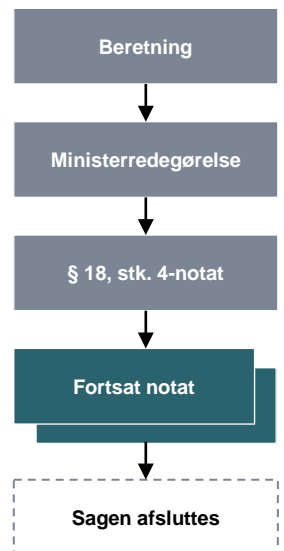 Beretning
Ministerredegørelse
§ 18, stk. 4-notat
Fortsat notat
Sagen afsluttes